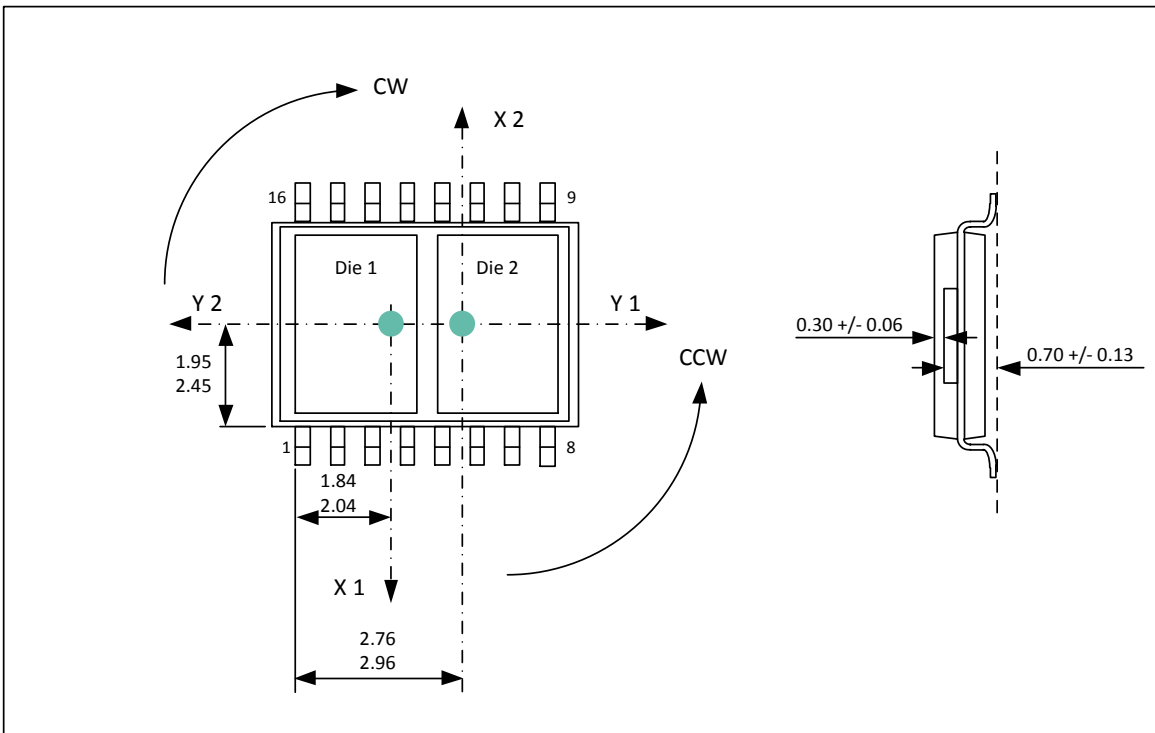 CW
X 2
16
9
Die 1
Die 2
Y 2
Y 1
1.95
2.45
CCW
1
8
1.84
2.04
X 1
2.76
2.96
0.30 +/- 0.06
0.70 +/- 0.13